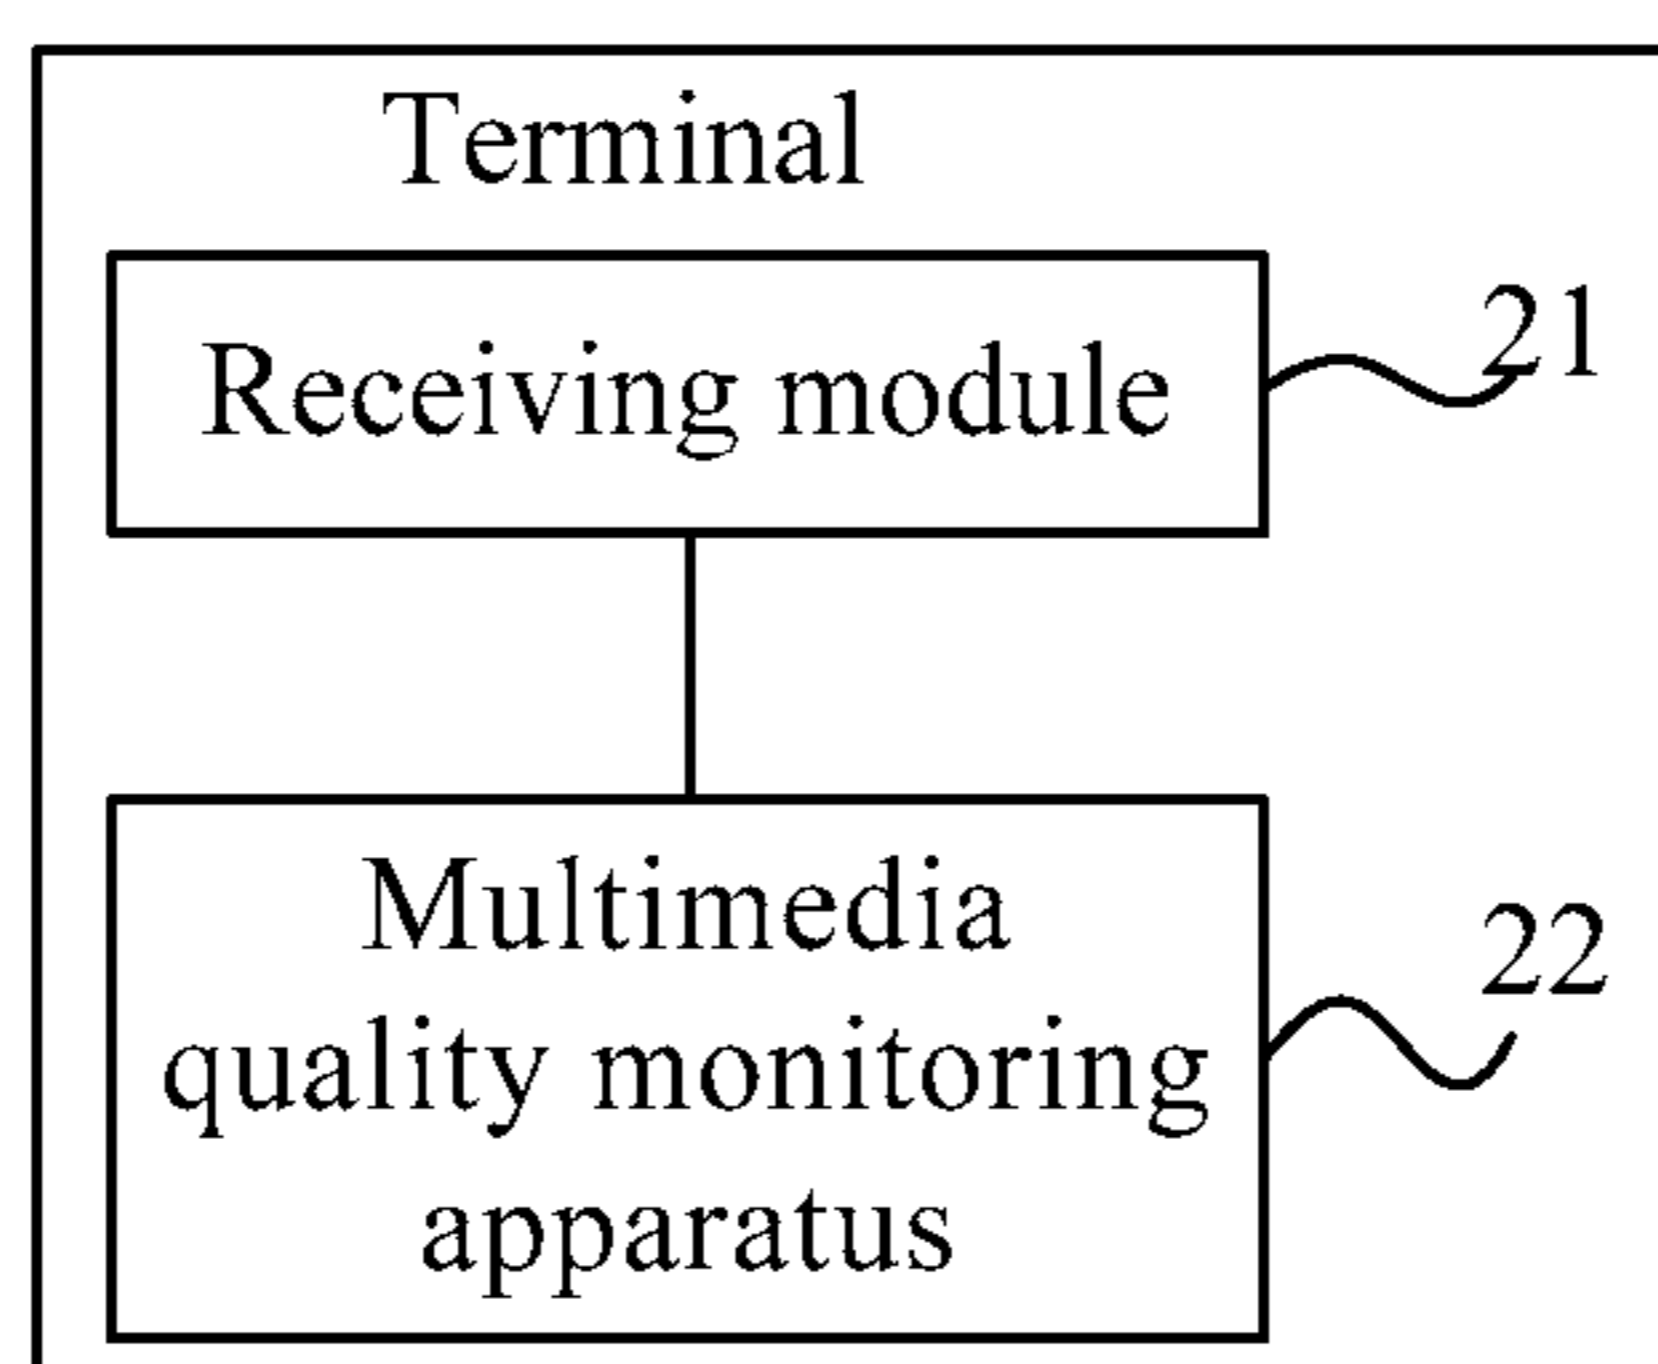 Terminal
Receiving module
21
Multimedia
quality monitoring
apparatus
22